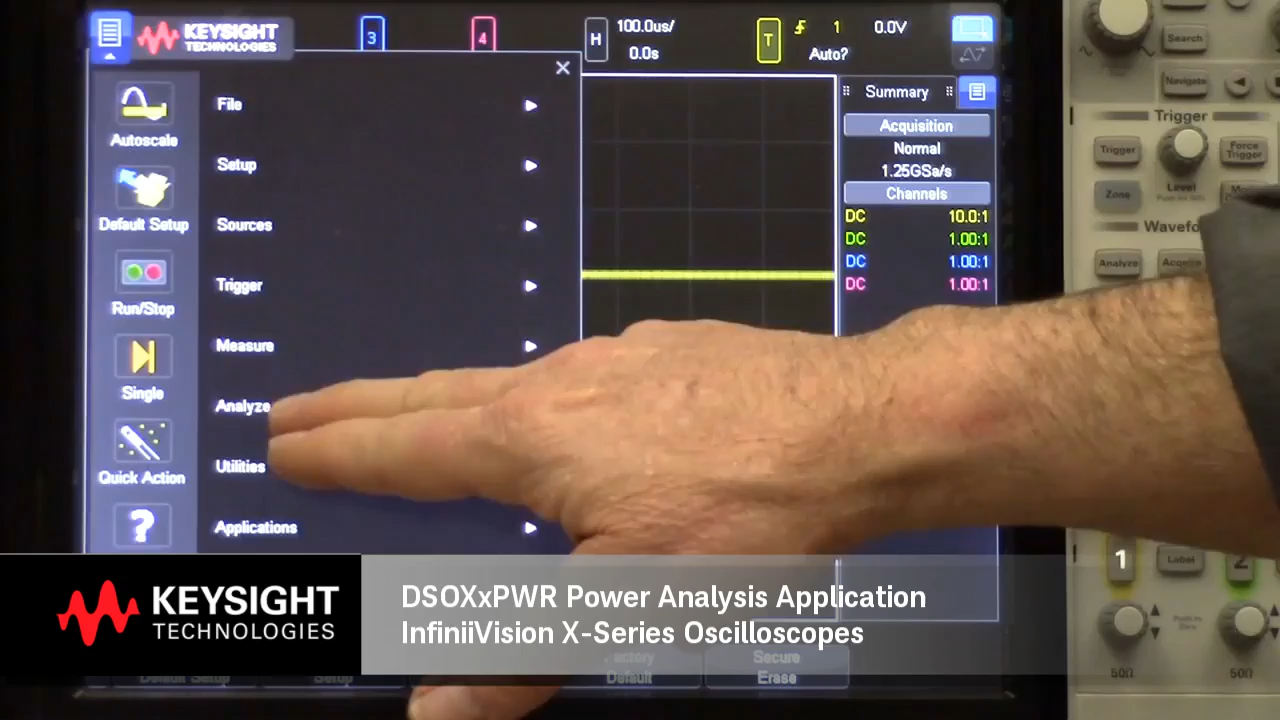 KEYSIGHT
TECHNOLOGIES
3
4
H
100.0us/
0.0s
T
1
0.0V
Auto?
Autoscale
Default Setup
Run/Stop
Single
Quick Action
?
File
Setup
Sources
Trigger
Measure
Analyze
Utilities
Applications
Summary
Acquisition
Normal
1.25GSa/s
Channels
DC 10.0:1
DC 1.00:1
DC 1.00:1
DC 1.00:1
Search
Navigate
Trigger
Trigger
Force
Trigger
Level
Zone
Analyze
1
Label
2
50Ω
50Ω
Default Setup
Setup
Default
Secure
Erase
KEYSIGHT
TECHNOLOGIES
DSOXxPWR Power Analysis Application
InfiniiVision X-Series Oscilloscopes